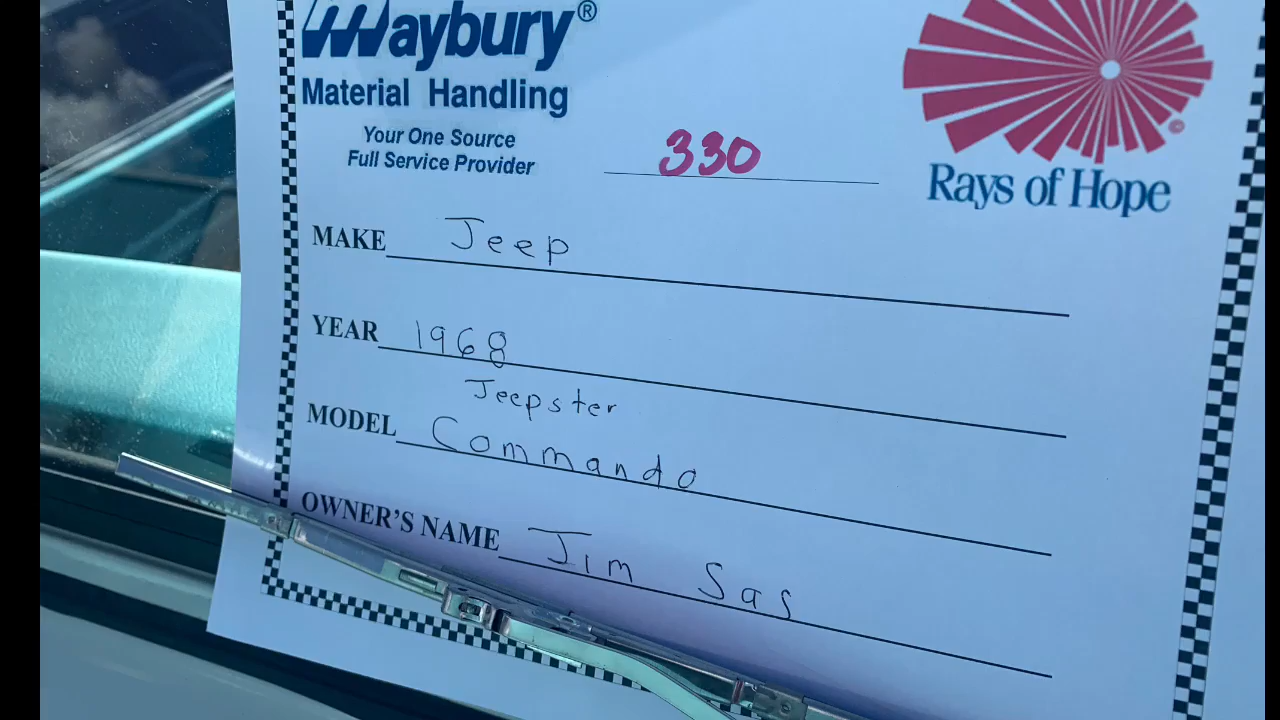 Waybury®
Material Handling
Your One Source
Full Service Provider
330
©
Rays of Hope
MAKE Jeep
YEAR 1968
Jeepster
MODEL Commando
OWNER'S NAME Jim Sas